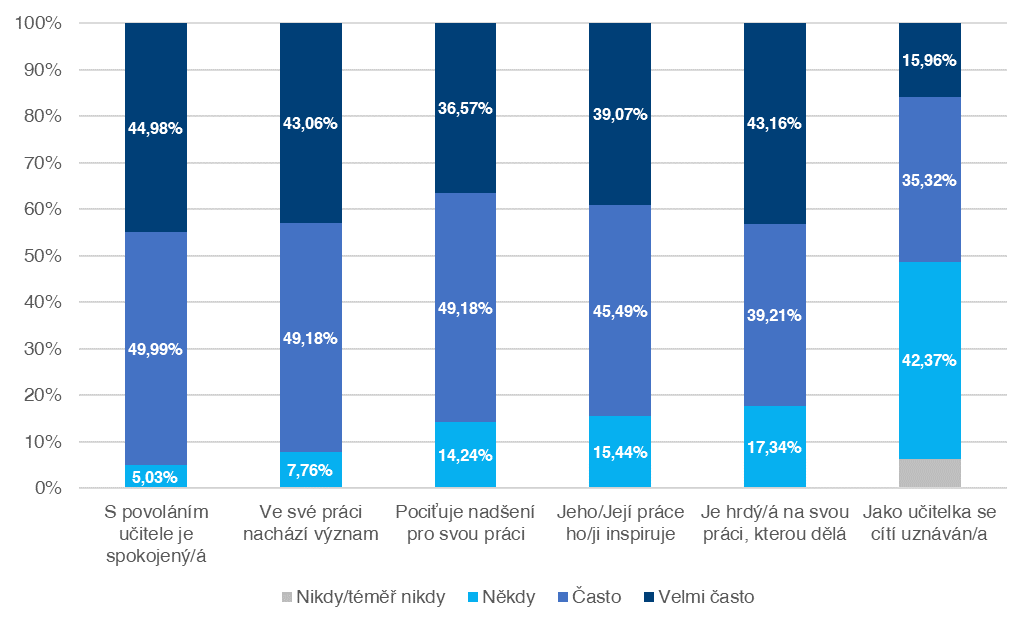 100%
90%
80%
70%
60%
50%
40%
30%
20%
10%
0%
44,98%
43,06%
36,57%
39,07%
43,16%
15,96%
49,99%
49,18%
49,18%
45,49%
39,21%
35,32%
5,03%
7,76%
14,24%
15,44%
17,34%
42,37%
S povoláním
učitele je
spokojený/á
Ve své práci
nachází význam
Pociťuje nadšení
pro svou práci
Jeho/Její práce
ho/ji inspiruje
Je hrdý/á na svou
práci, kterou dělá
Jako učitelka se
cítí uznáván/a
Nikdy/téměř nikdy
Někdy
Často
Velmi často